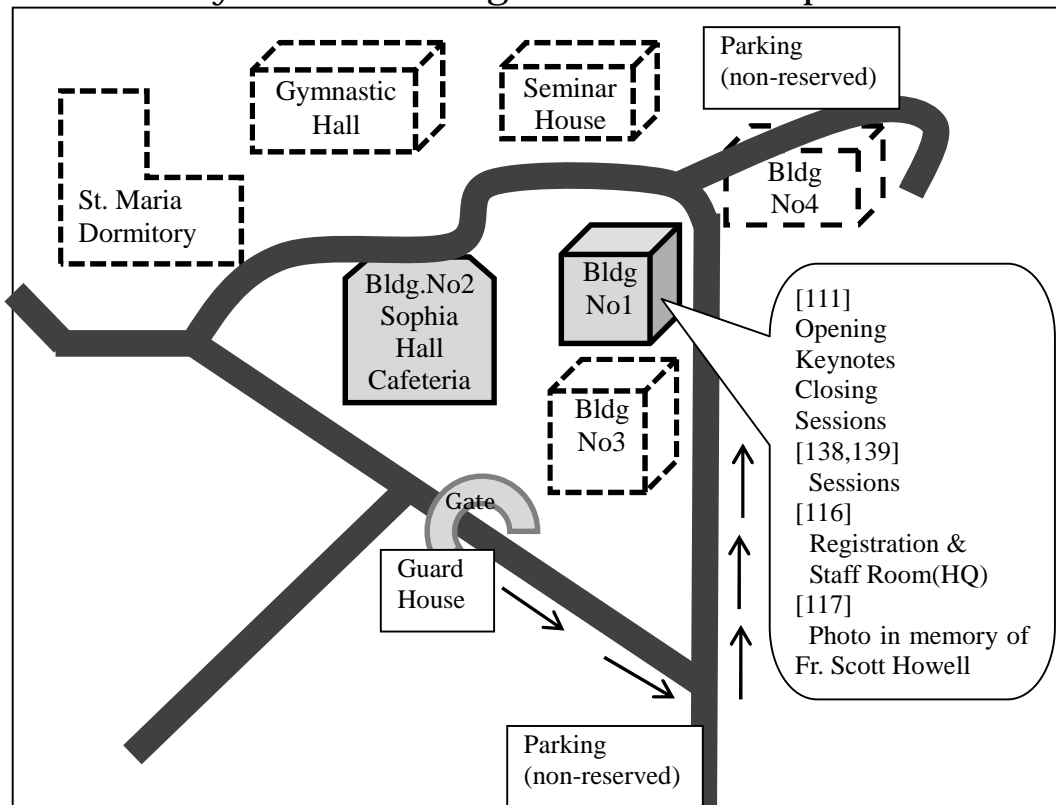 Parking
(non-reserved)
Gymnastic
Hall
Seminar
House
St. Maria
Dormitory
Bldg
No4
Bldg.No2
Sophia
Hall
Cafeteria
Bldg
No1
Bldg
No3
[111]
Opening
Keynotes
Closing
Sessions
[138,139]
Sessions
[116]
Registration &
Staff Room(HQ)
[117]
Photo in memory of
Fr. Scott Howell
Gate
Guard
House
Parking
(non-reserved)